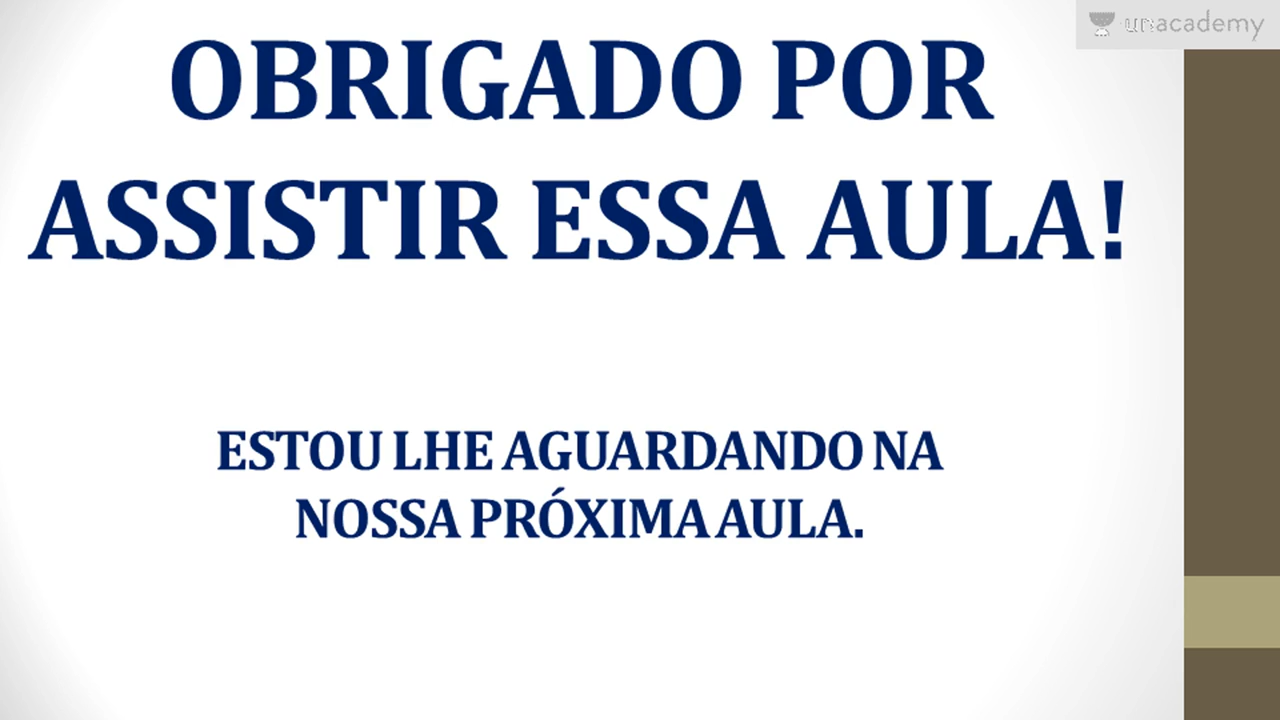 unacademy
OBRIGADO POR
ASSISTIR ESSA AULA!
ESTOU LHE AGUARDANDO NA
NOSSA PRÓXIMA AULA.